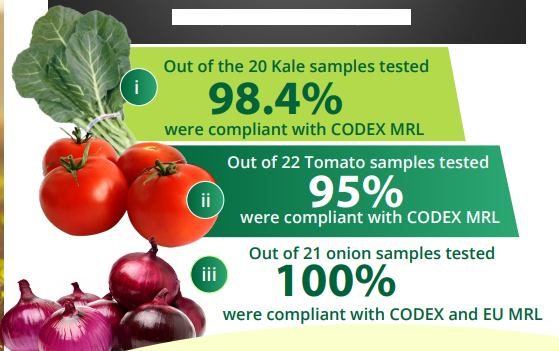 i
Out of the 20 Kale samples tested
98.4%
were compliant with CODEX MRL
ii
Out of 22 Tomato samples tested
95%
were compliant with CODEX MRL
iii
Out of 21 onion samples tested
100%
were compliant with CODEX and EU MRL